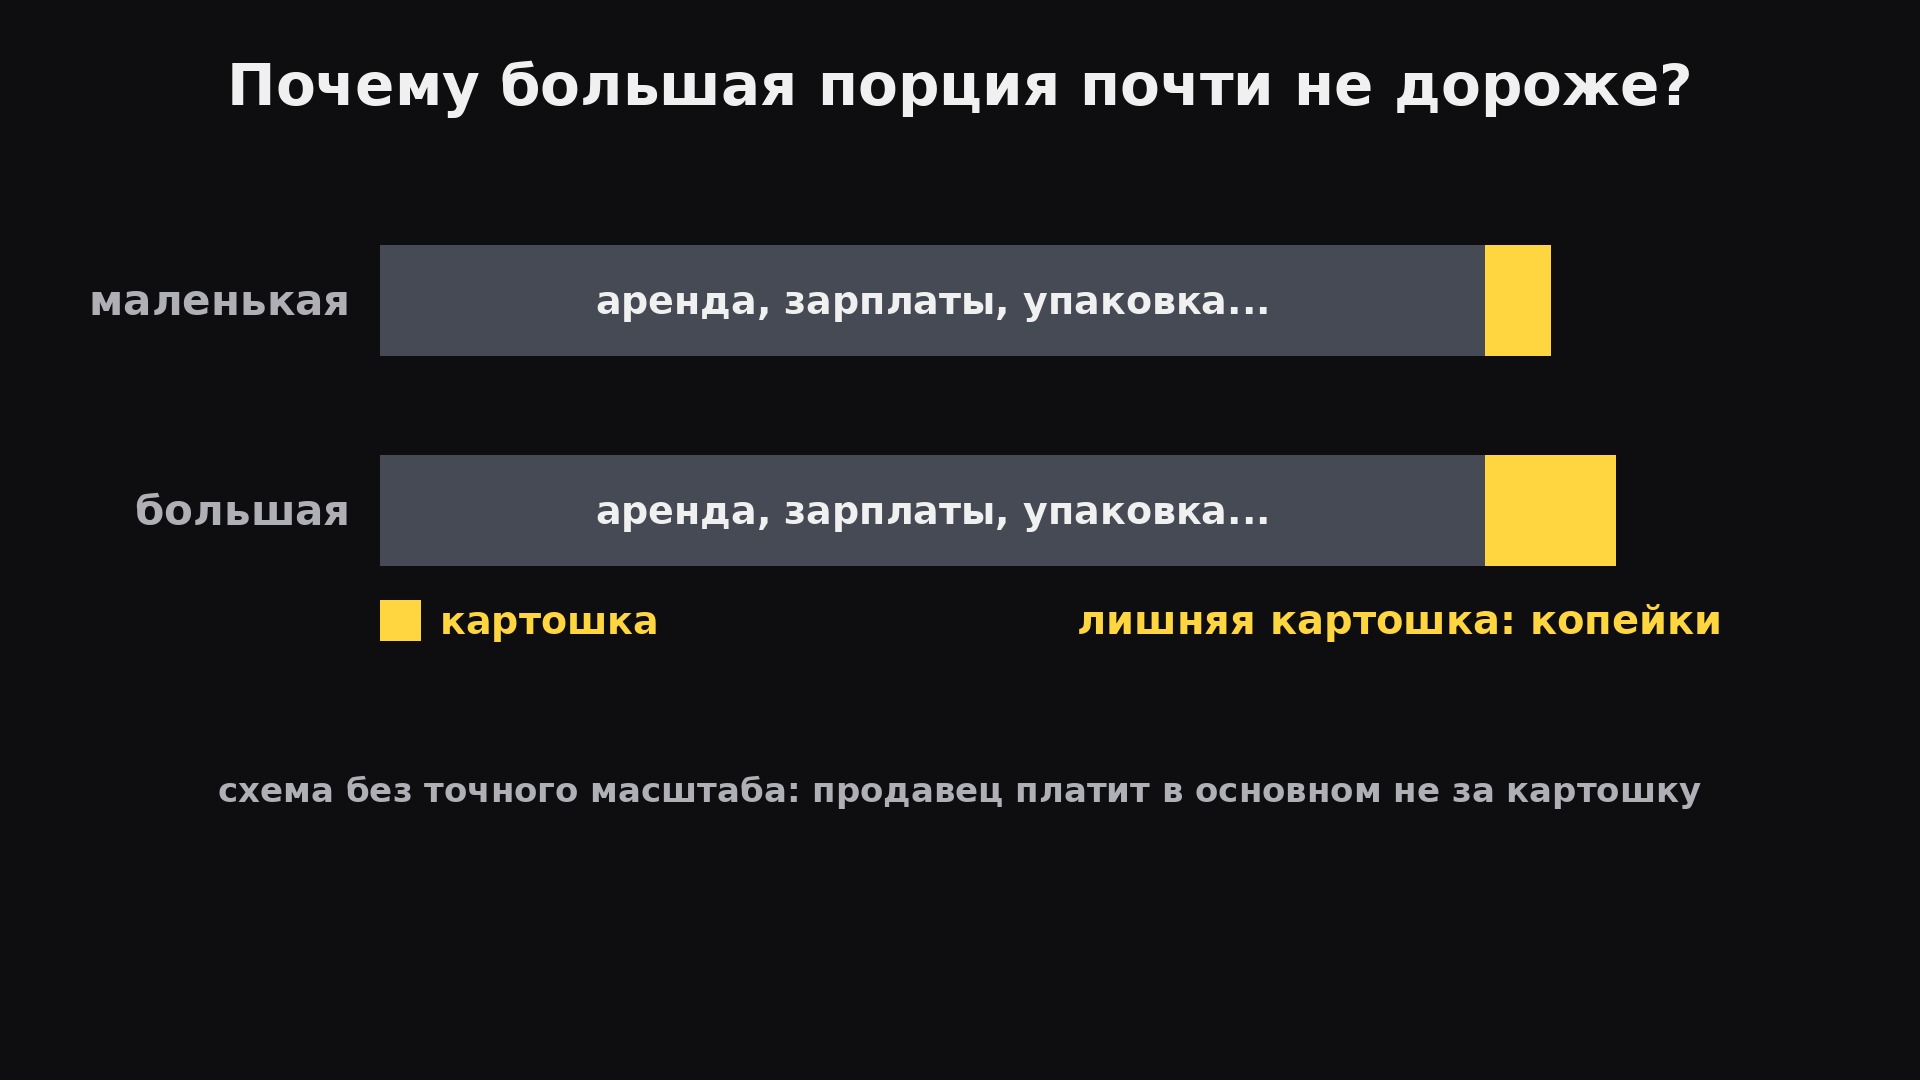 Почему большая порция почти не дороже?
маленькая
аренда, зарплаты, упаковка...
большая
аренда, зарплаты, упаковка...
картошка
лишняя картошка: копейки
схема без точного масштаба: продавец платит в основном не за картошку